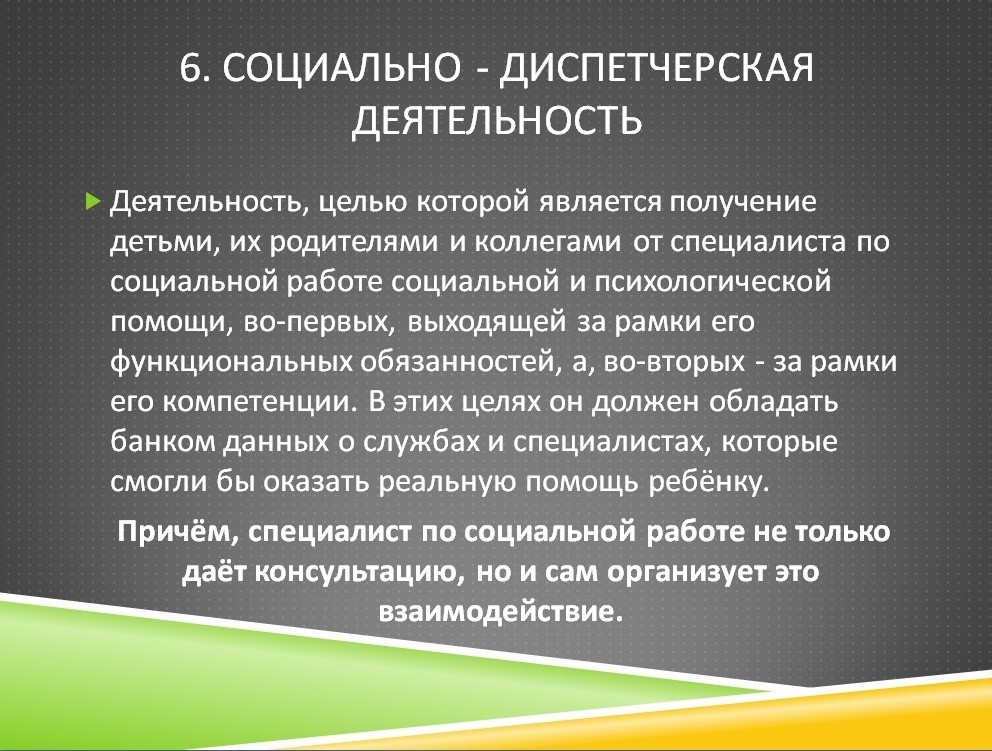 6. СОЦИАЛЬНО - ДИСПЕТЧЕРСКАЯ
ДЕЯТЕЛЬНОСТЬ
Деятельность, целью которой является получение
детьми, их родителями и коллегами от специалиста по
социальной работе социальной и психологической
помощи, во-первых, выходящей за рамки его
функциональных обязанностей, а, во-вторых - за рамки
его компетенции. В этих целях он должен обладать
банком данных о службах и специалистах, которые
смогли бы оказать реальную помощь ребёнку.
Причём, специалист по социальной работе не только
даёт консультацию, но и сам организует это
взаимодействие.